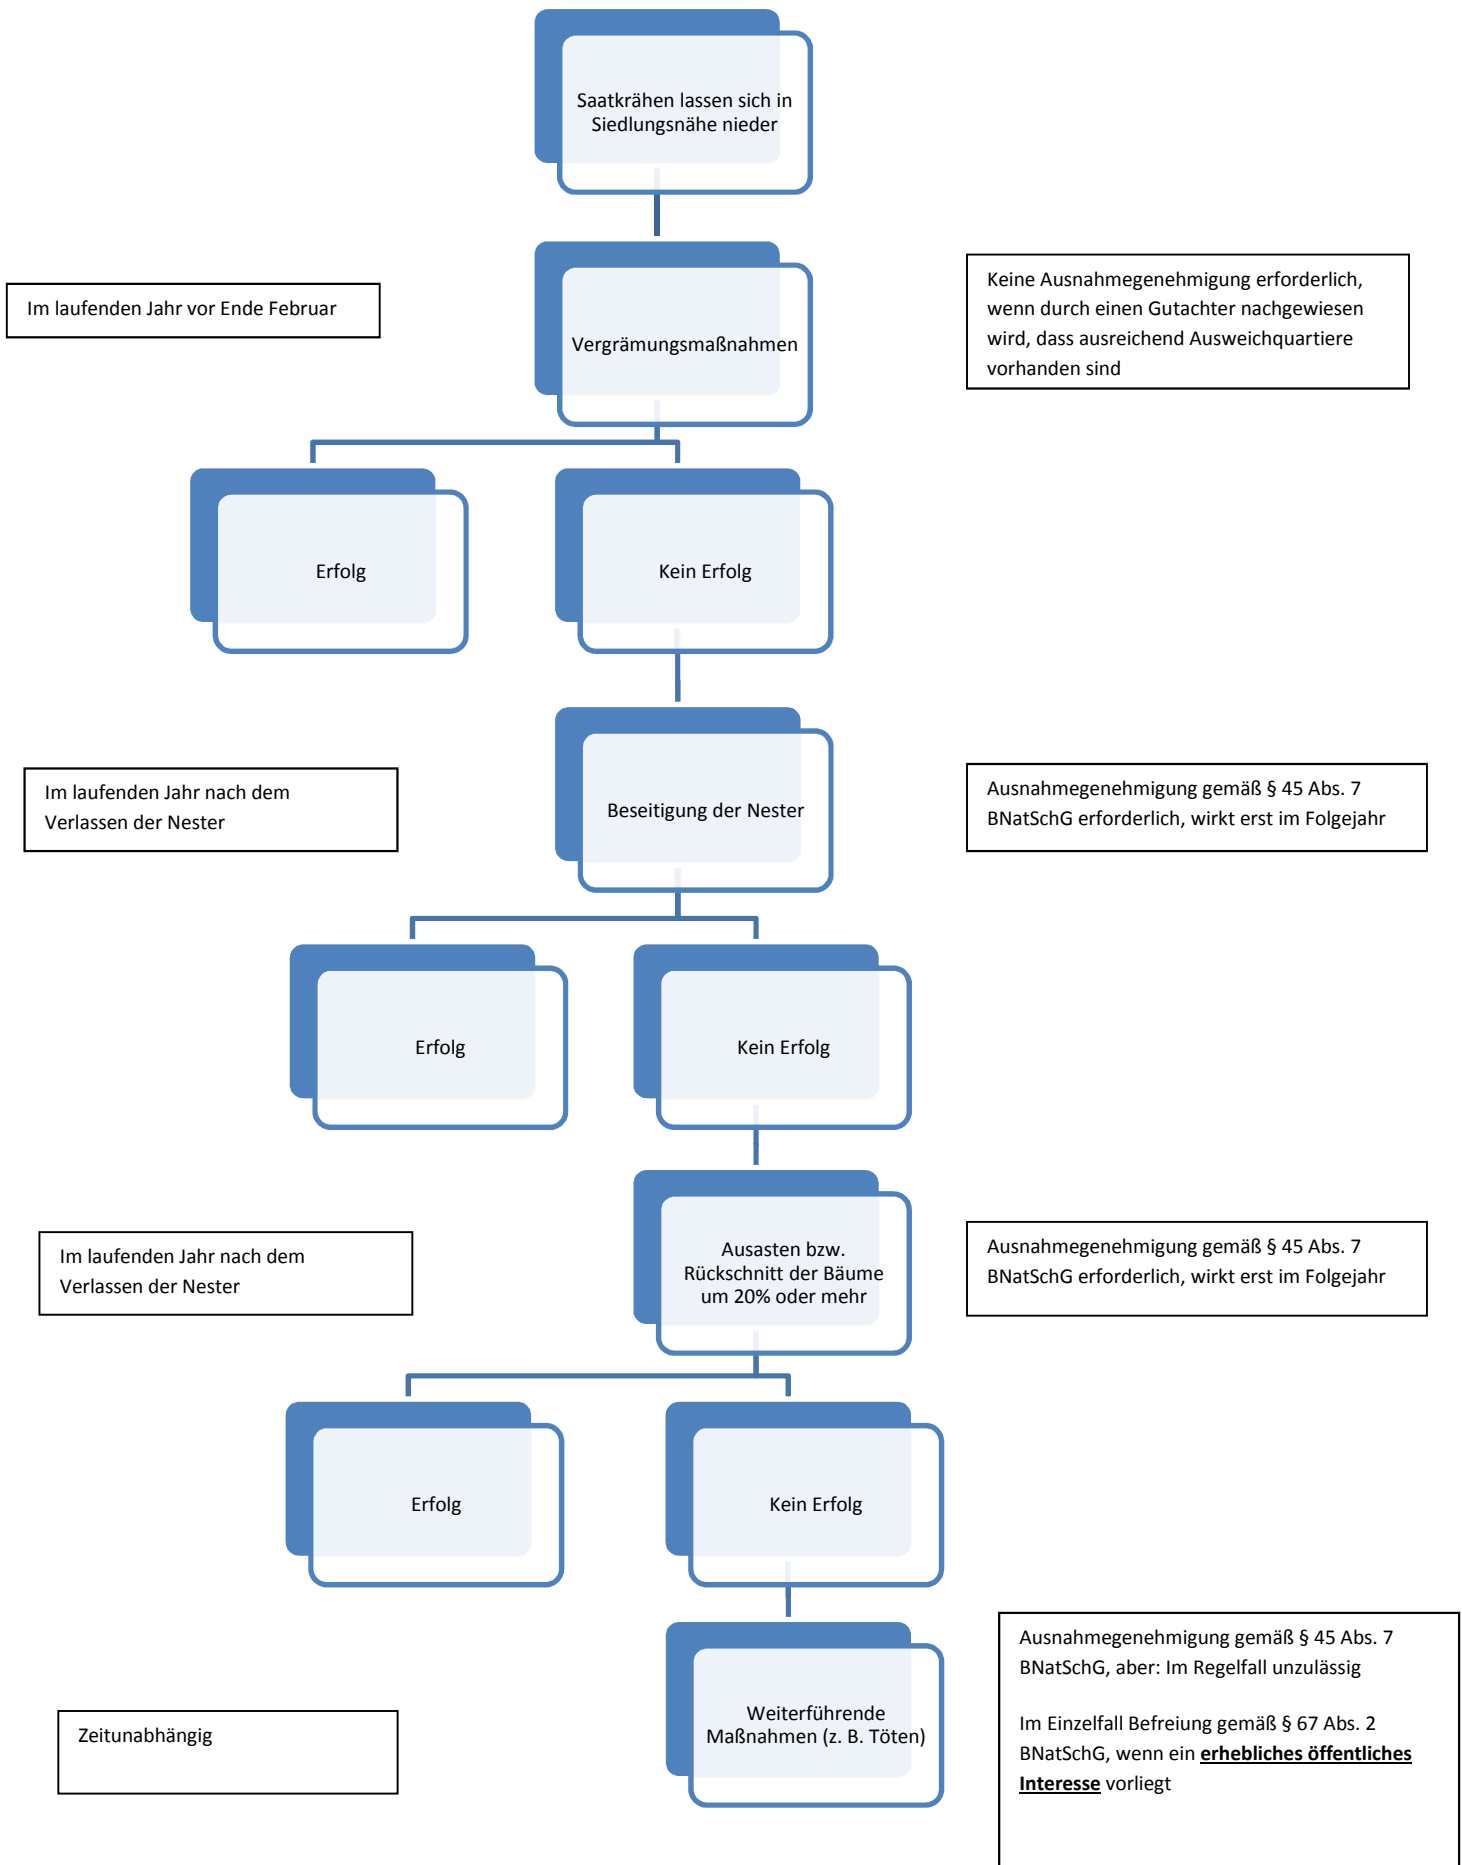 Saatkrähen lassen sich in
Siedlungsnähe nieder
Im laufenden Jahr vor Ende Februar
Vergrämungsmaßnahmen
Keine Ausnahmegenehmigung erforderlich,
wenn durch einen Gutachter nachgewiesen
wird, dass ausreichend Ausweichquartiere
vorhanden sind
Erfolg
Kein Erfolg
Im laufenden Jahr nach dem
Verlassen der Nester
Beseitigung der Nester
Ausnahmegenehmigung gemäß § 45 Abs. 7
BNatSchG erforderlich, wirkt erst im Folgejahr
Erfolg
Kein Erfolg
Im laufenden Jahr nach dem
Verlassen der Nester
Ausasten bzw.
Rückschnitt der Bäume
um 20% oder mehr
Ausnahmegenehmigung gemäß § 45 Abs. 7
BNatSchG erforderlich, wirkt erst im Folgejahr
Erfolg
Kein Erfolg
Zeitunabhängig
Weiterführende
Maßnahmen (z. B. Töten)
Ausnahmegenehmigung gemäß § 45 Abs. 7
BNatSchG, aber: Im Regelfall unzulässig
Im Einzelfall Befreiung gemäß § 67 Abs. 2
BNatSchG, wenn ein erhebliches öffentliches
Interesse vorliegt